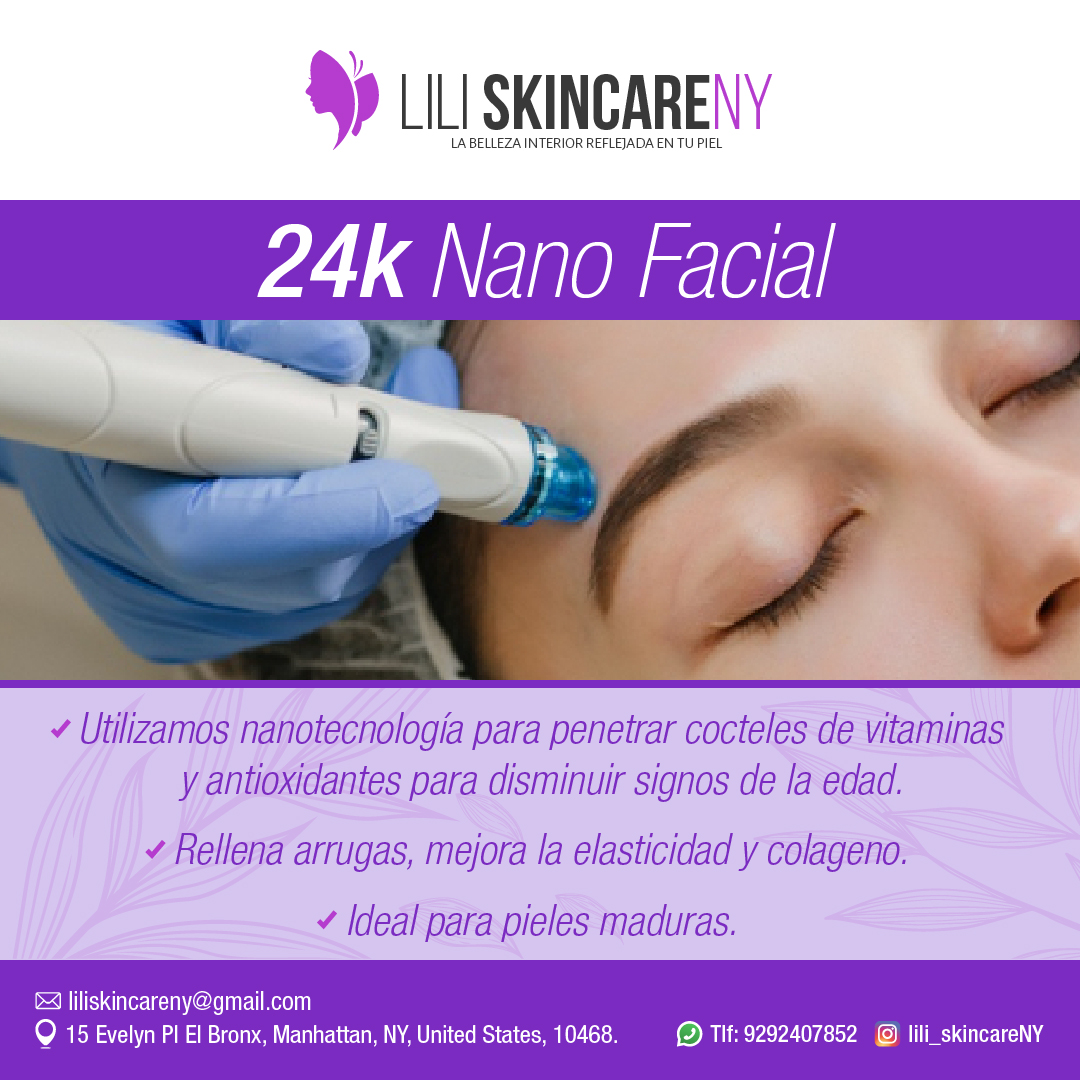 LILI SKINCARENY
LA BELLEZA INTERIOR REFLEJADA EN TU PIEL
24k Nano Facial
Utilizamos nanotecnología para penetrar cocteles de vitaminas
y antioxidantes para disminuir signos de la edad.
Rellena arrugas, mejora la elasticidad y colageno.
Ideal para pieles maduras.
liliskincareny@gmail.com
15 Evelyn Pl El Bronx, Manhattan, NY, United States, 10468.
Tlf: 9292407852 lili_skincareNY